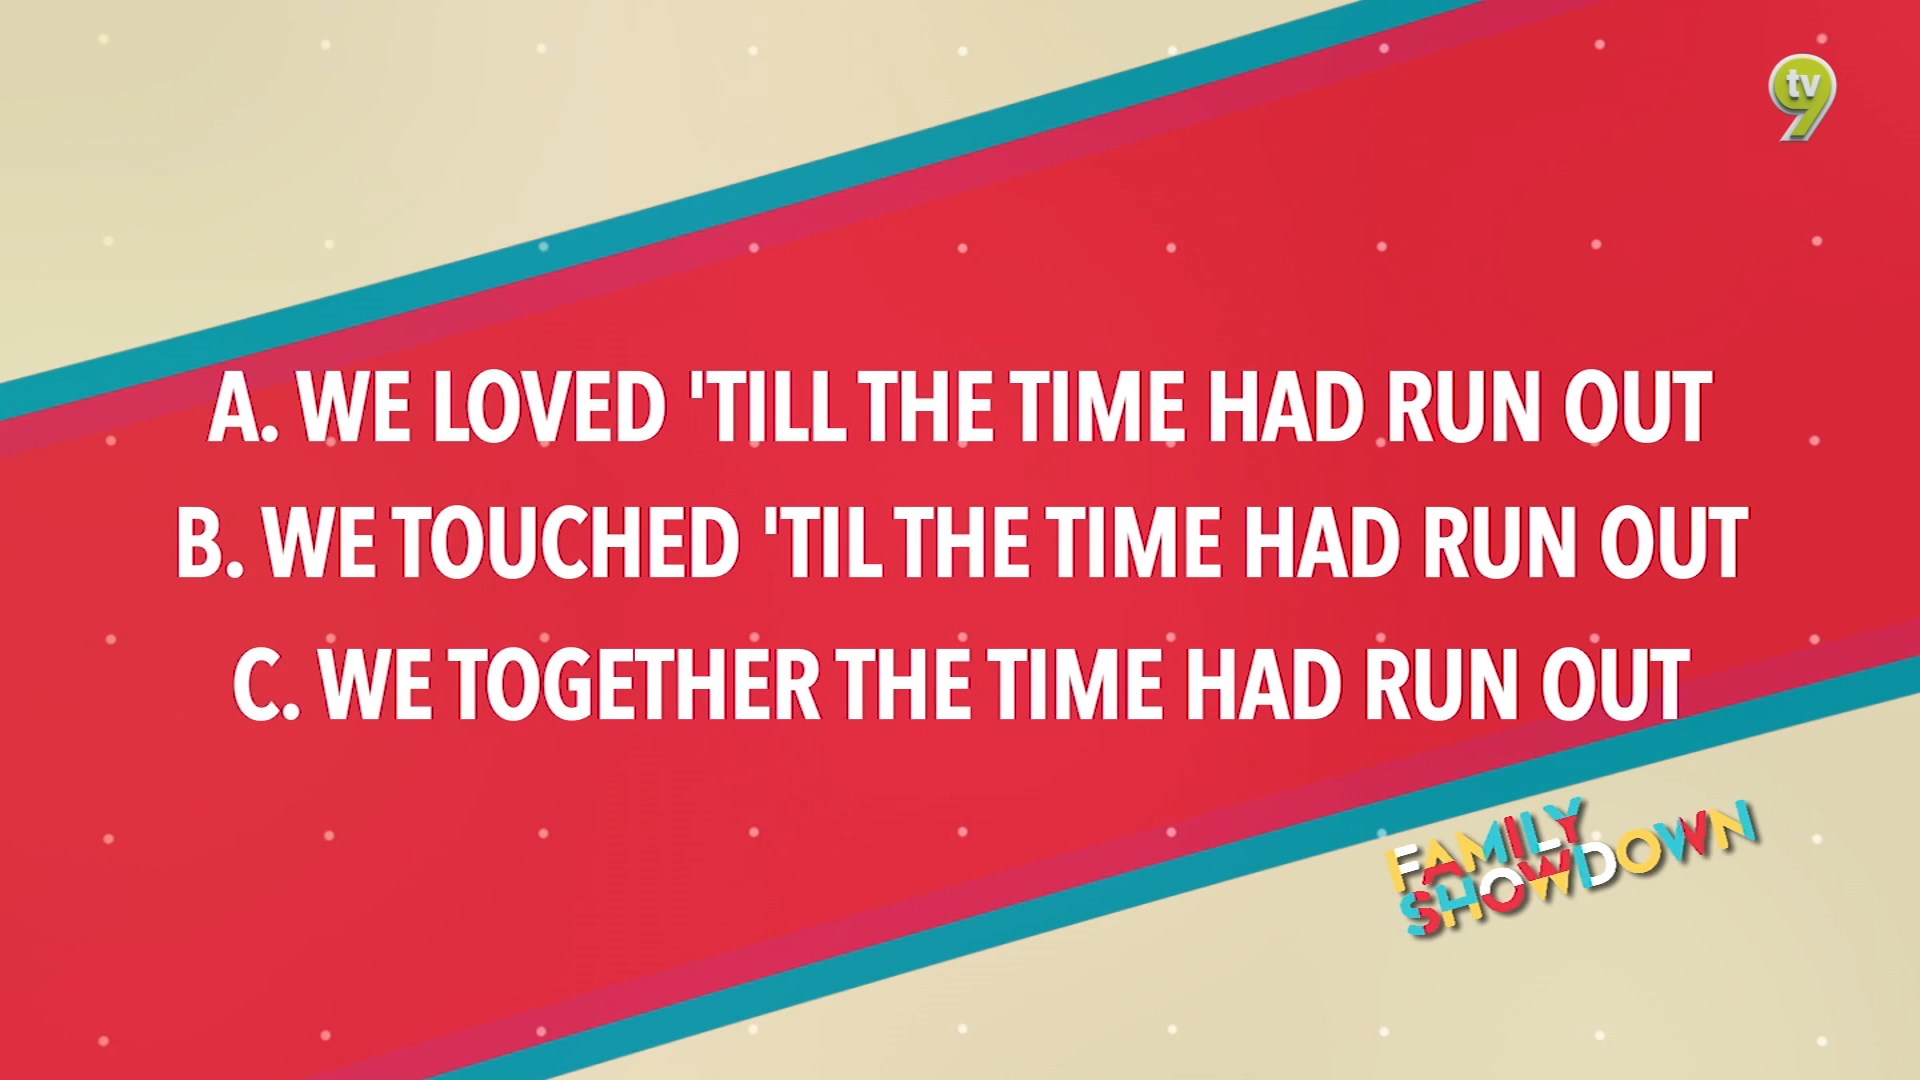 tv9
A. WE LOVED 'TILL THE TIME HAD RUN OUT
B. WE TOUCHED 'TIL THE TIME HAD RUN OUT
C. WE TOGETHER THE TIME HAD RUN OUT
FAMILY
SHOWDOWN